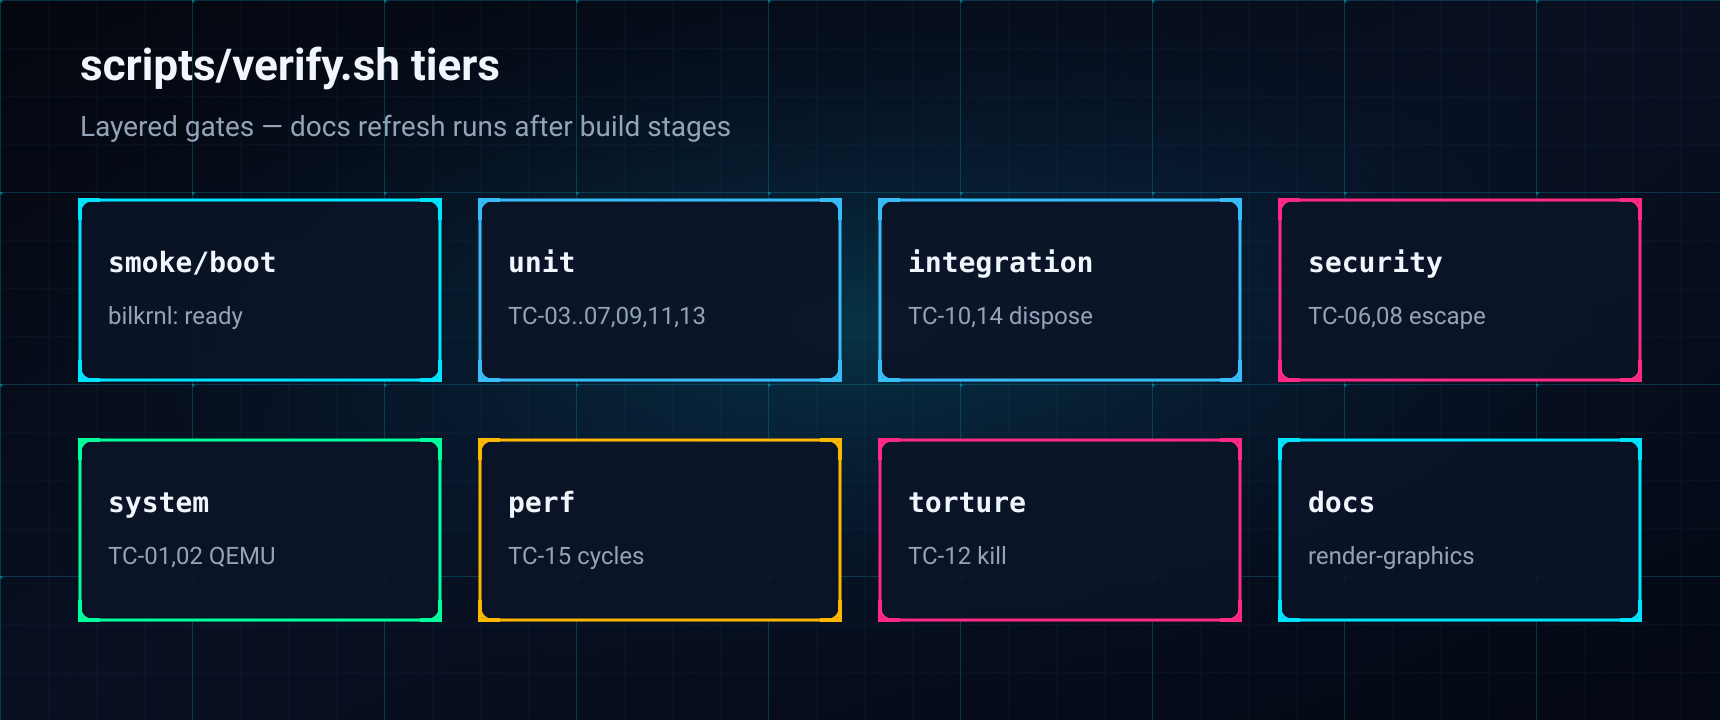 scripts/verify.sh tiers
Layered gates — docs refresh runs after build stages
smoke/boot
bilkrnl: ready
unit
TC-03..07,09,11,13
integration
TC-10,14 dispose
security
TC-06,08 escape
system
TC-01,02 QEMU
perf
TC-15 cycles
torture
TC-12 kill
docs
render-graphics